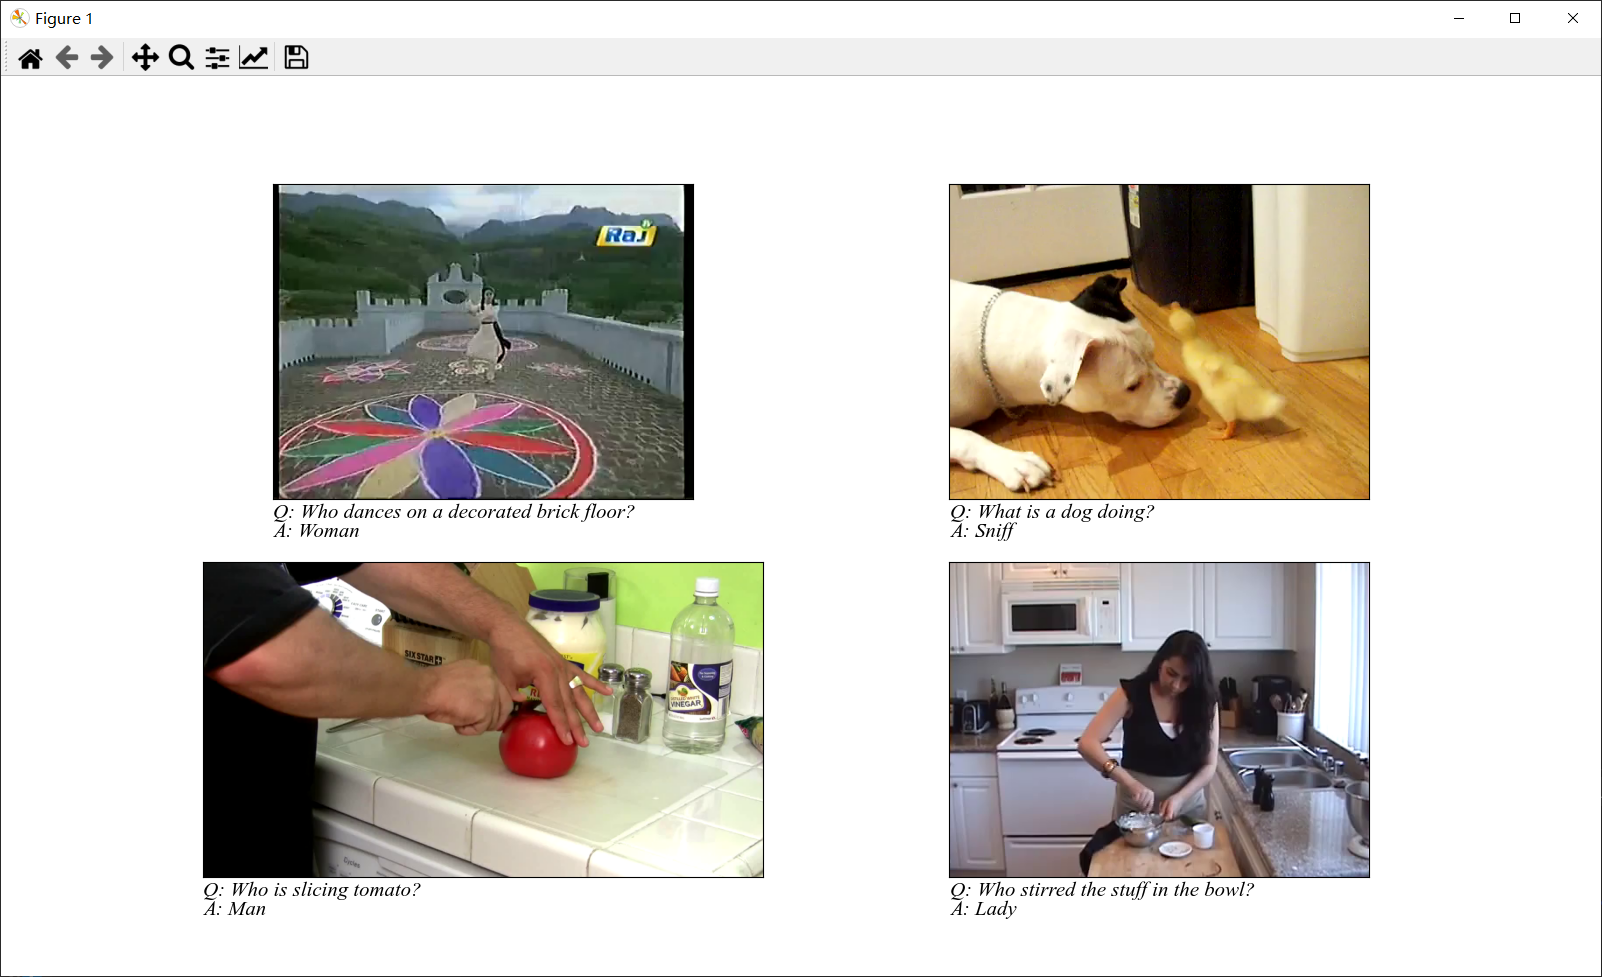 Figure 1
Raj
Q: Who dances on a decorated brick floor?
A: Woman
Q: What is a dog doing?
A: Sniff
SIX STAR
VINEGAR
Cycles
Q: Who is slicing tomato?
A: Man
Q: Who stirred the stuff in the bowl?
A: Lady